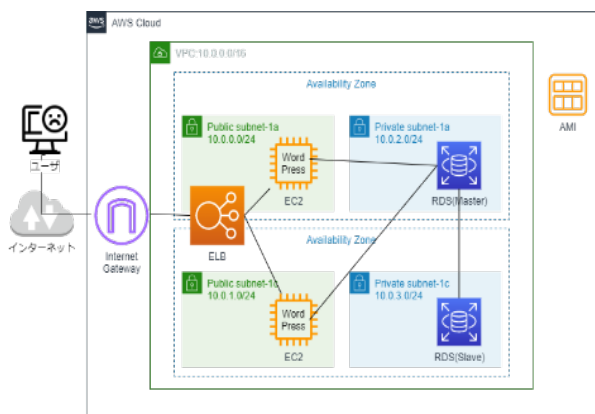 aws
AWS Cloud
VPC:10.0.0.0/16
Availability Zone
Public subnet-1a
10.0.0.0/24
Private subnet-1a
10.0.2.0/24
AMI
ユーザ
Word
Press
EC2
RDS(Master)
インターネット
Internet
Gateway
ELB
Availability Zone
Public subnet-1c
10.0.1.0/24
Private subnet-1c
10.0.3.0/24
Word
Press
EC2
RDS(Slave)